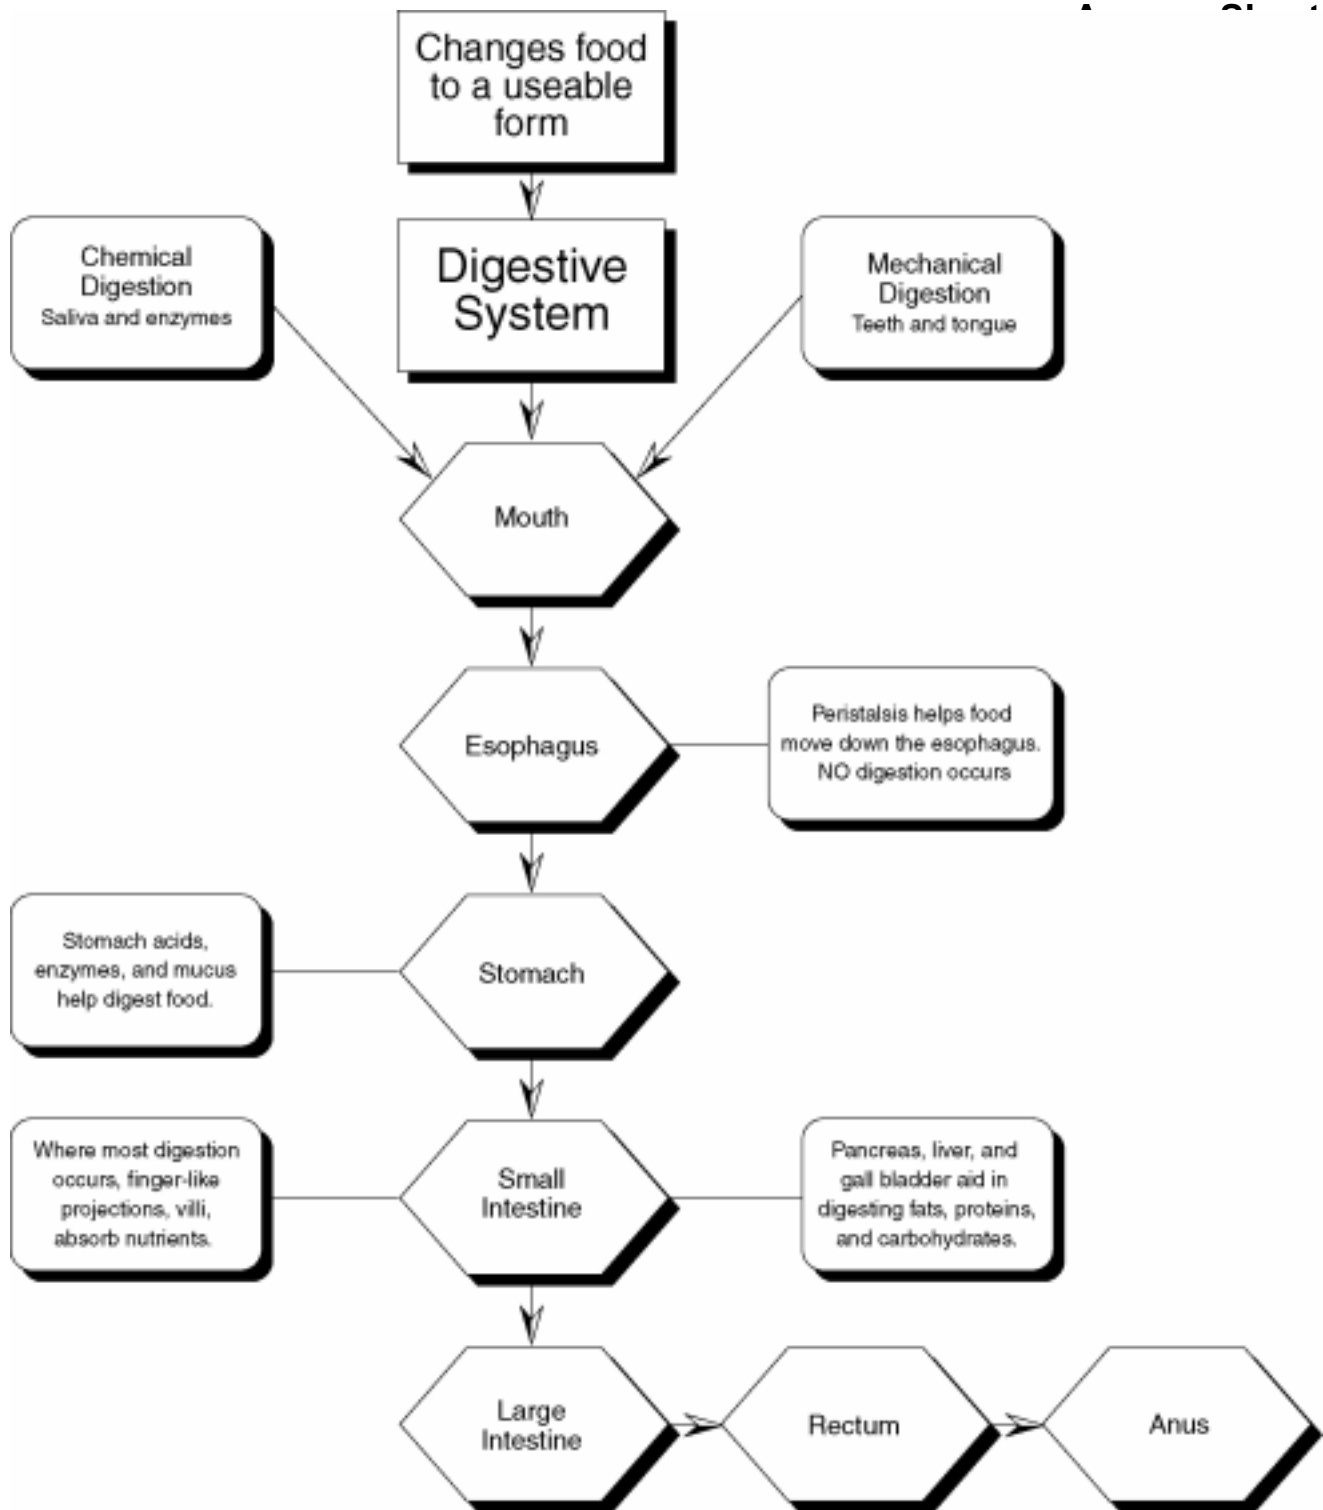 Changes food
to a useable
form
Digestive
System
Chemical
Digestion
Saliva and enzymes
Mechanical
Digestion
Teeth and tongue
Mouth
Esophagus
Peristalsis helps food
move down the esophagus.
NO digestion occurs
Stomach acids,
enzymes, and mucus
help digest food.
Stomach
Where most digestion
occurs, finger-like
projections, villi,
absorb nutrients.
Small
Intestine
Pancreas, liver, and
gall bladder aid in
digesting fats, proteins,
and carbohydrates.
Large
Intestine
Rectum
Anus